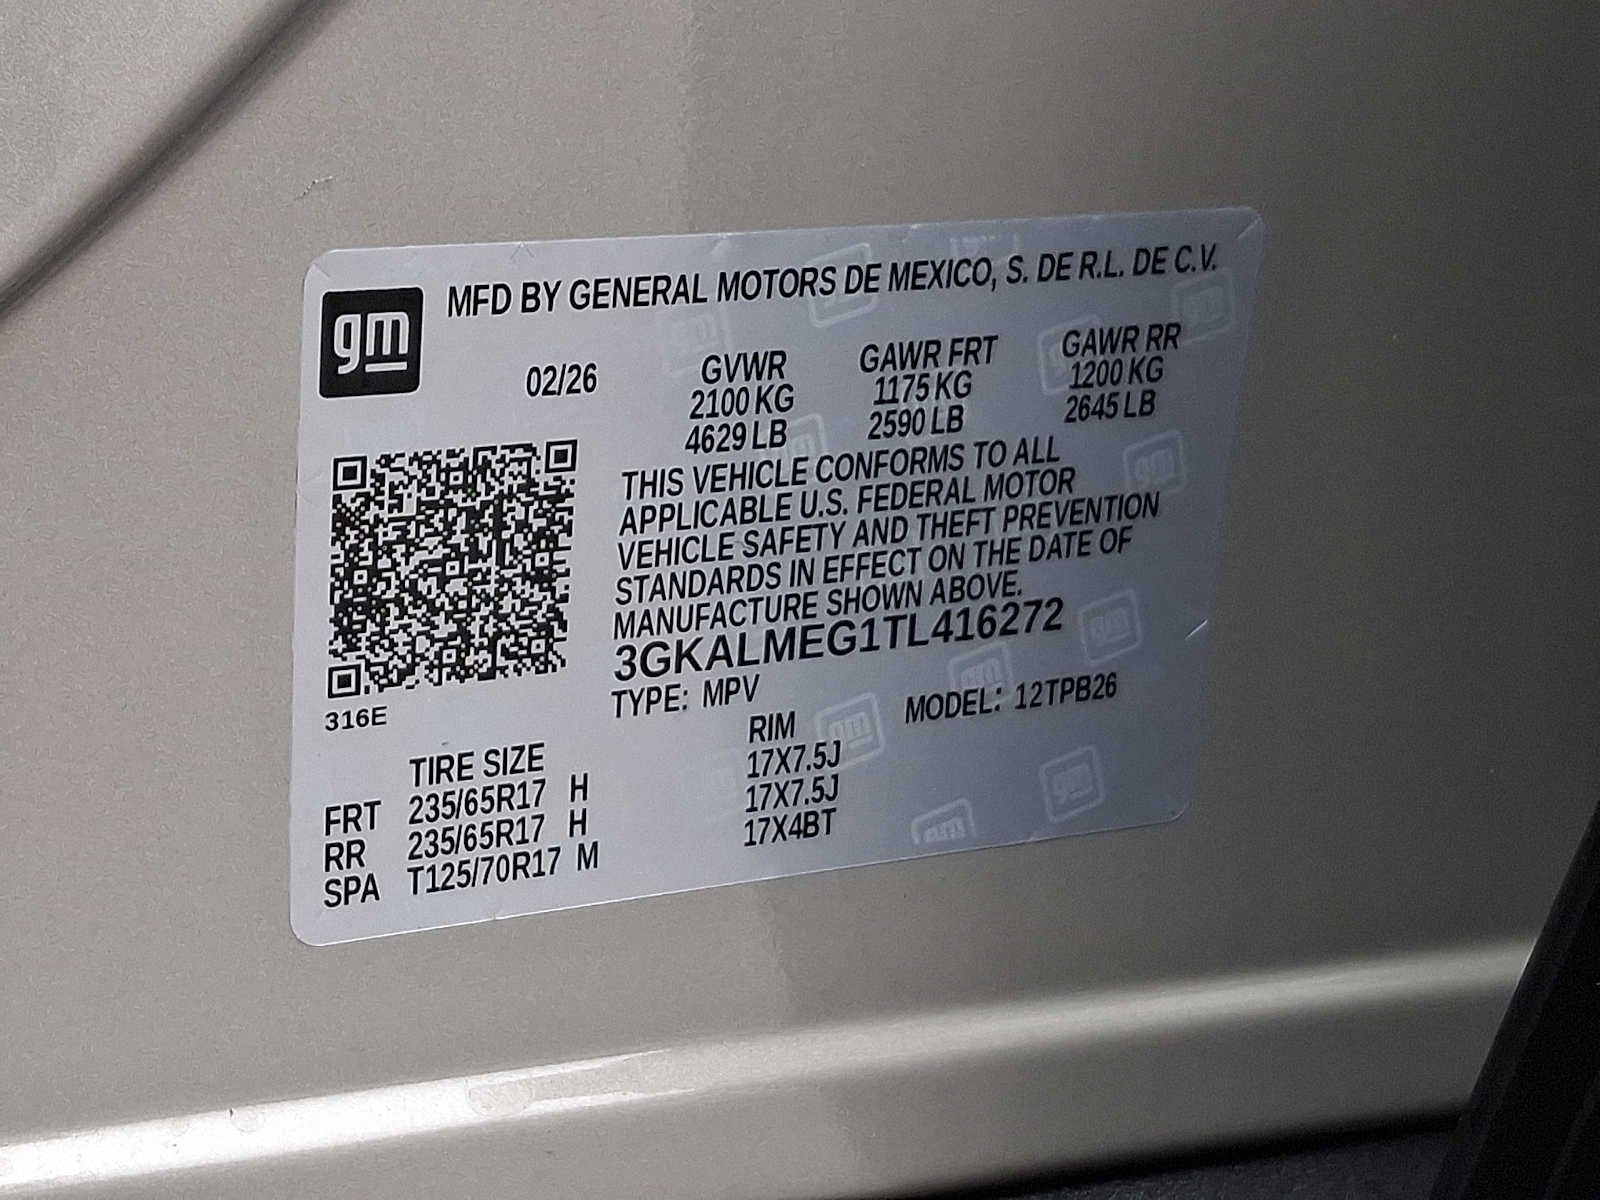 gm
MFD BY GENERAL MOTORS DE MEXICO, S. DE R.L. DE C.V.
02/26 GVWR GAWR FRT GAWR RR
2100 KG 1175 KG 1200 KG
4629 LB 2590 LB 2645 LB
THIS VEHICLE CONFORMS TO ALL
APPLICABLE U.S. FEDERAL MOTOR
VEHICLE SAFETY AND THEFT PREVENTION
STANDARDS IN EFFECT ON THE DATE OF
MANUFACTURE SHOWN ABOVE.
3GKALMEG1TL416272
TYPE: MPV MODEL: 12TPB26
316E
TIRE SIZE RIM
FRT 235/65R17 H 17X7.5J
RR 235/65R17 H 17X7.5J
SPA T125/70R17 M 17X4BT